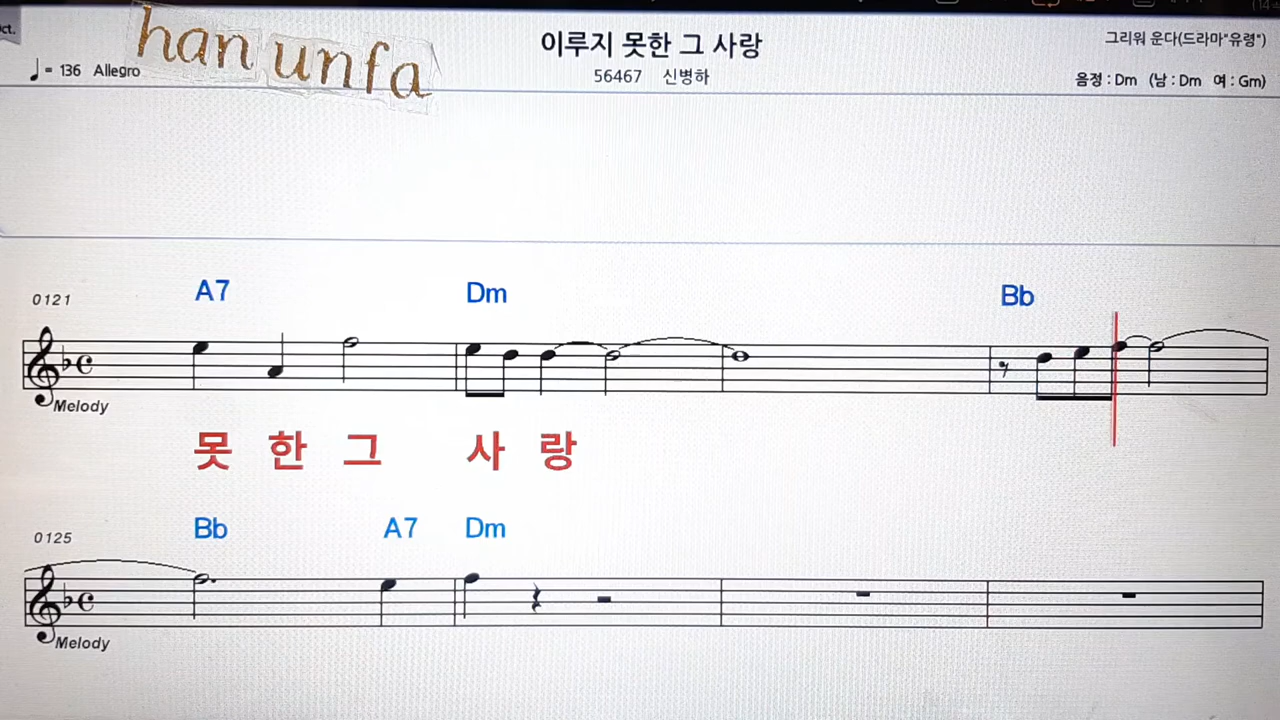 ct.
han unfa
이루지 못한 그 사랑
그리워 운다(드라마"유령")
♩= 136 Allegro
56467 신병하
음정 : Dm (남 : Dm 여 : Gm)
0121
A7 Dm Bb
Melody
못 한 그 사 랑
0125
Bb A7 Dm
Melody